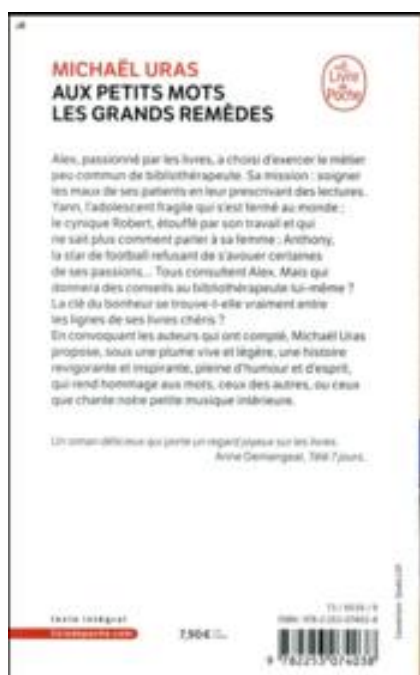 MICHAËL URAS
AUX PETITS MOTS
LES GRANDS REMÈDES
Le
Livre
de
Poche
Alex, passionné par les livres, a choisi d'exercer le métier
peu commun de bibliothérapeute. Sa mission : soigner
les maux de ses patients en leur prescrivant des lectures.
Yann, l'adolescent fragile qui s'est fermé au monde ;
le cynique Robert, étouffé par son travail et qui
ne sait plus comment parler à sa femme ; Anthony,
la star de football refusant de s'avouer certaines
de ses passions... Tous consultent Alex. Mais qui
donnera des conseils au bibliothérapeute lui-même ?
La clé du bonheur se trouve-t-elle vraiment entre
les lignes de ses livres chéris ?
En convoquant les auteurs qui ont compté, Michaël Uras
propose, sous une plume vive et légère, une histoire
revigorante et inspirante, pleine d'humour et d'esprit,
qui rend hommage aux mots, ceux des autres, ou ceux
que chante notre petite musique intérieure.
Un roman délicieux qui porte un regard joyeux sur les livres.
Anne Demangeat, Télé 7 jours.
texte intégral
livredepoche.com
7,90 €
9 782253 074038